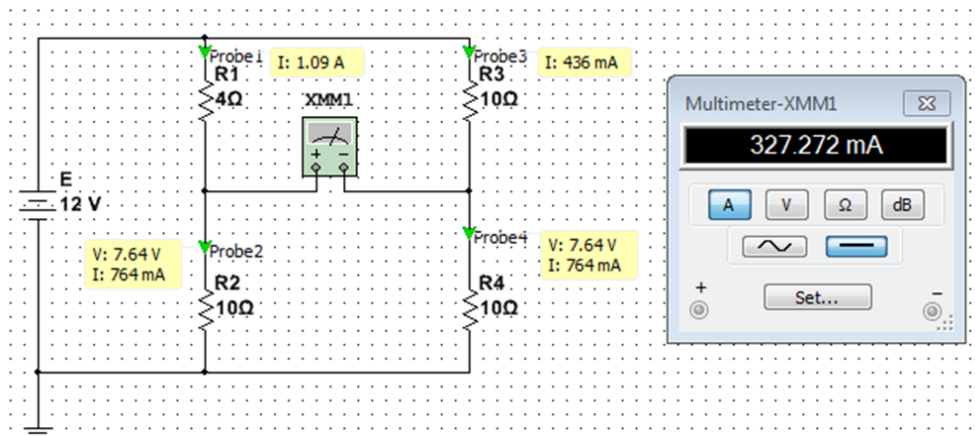 Probe1
I: 1.09 A
R1
4Ω
XMM1
+ −
Probe3
I: 436 mA
R3
10Ω
E
12 V
V: 7.64 V
I: 764 mA
Probe2
R2
10Ω
Probe4
V: 7.64 V
I: 764 mA
R4
10Ω
Multimeter-XMM1
327.272 mA
A V Ω dB
+ −
Set...